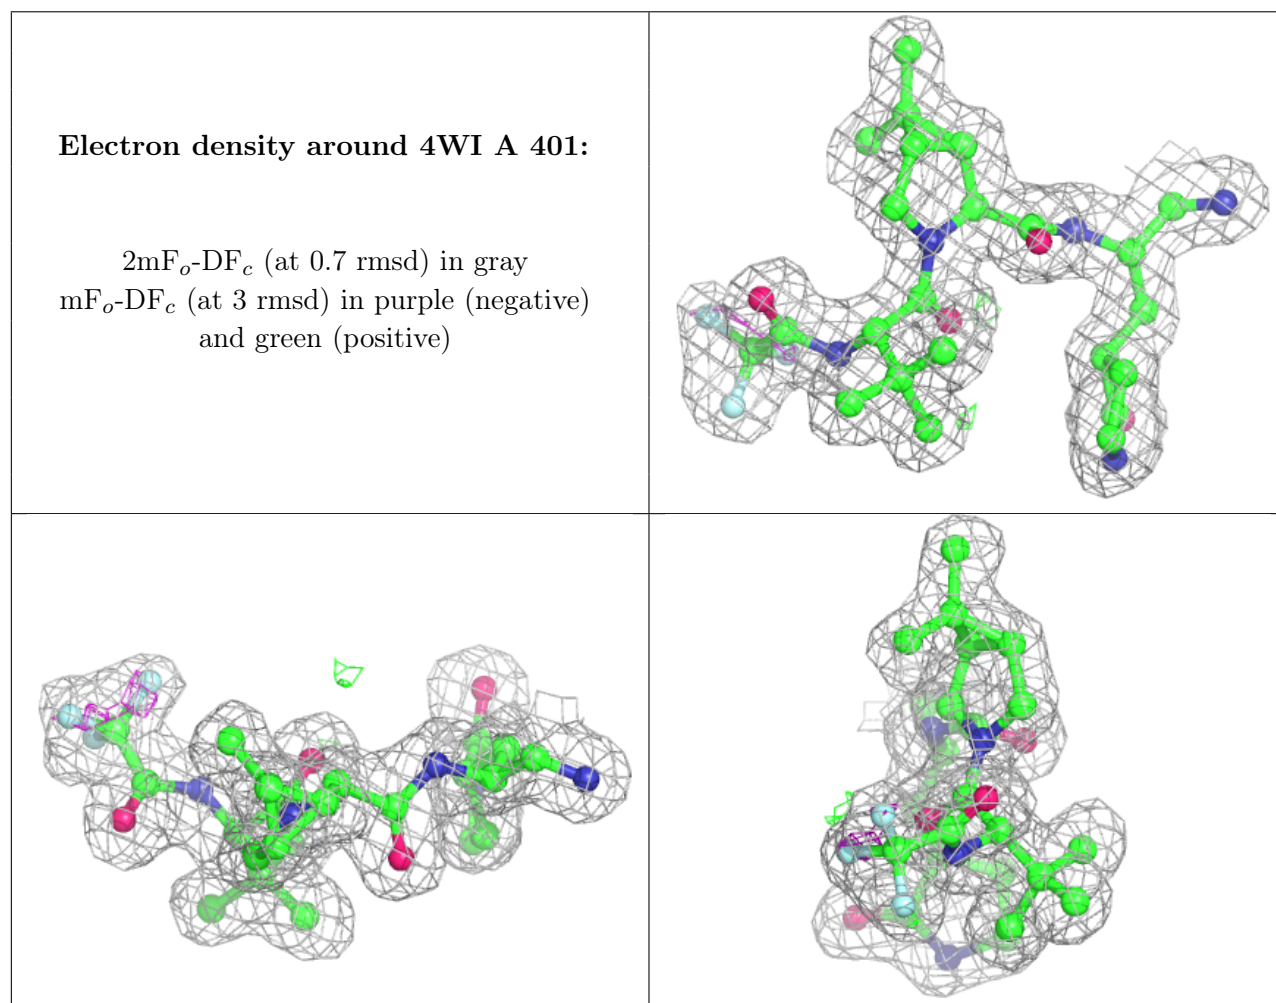 Electron density around 4WI A 401:
2mFo-DFc (at 0.7 rmsd) in gray
mFo-DFc (at 3 rmsd) in purple (negative)
and green (positive)